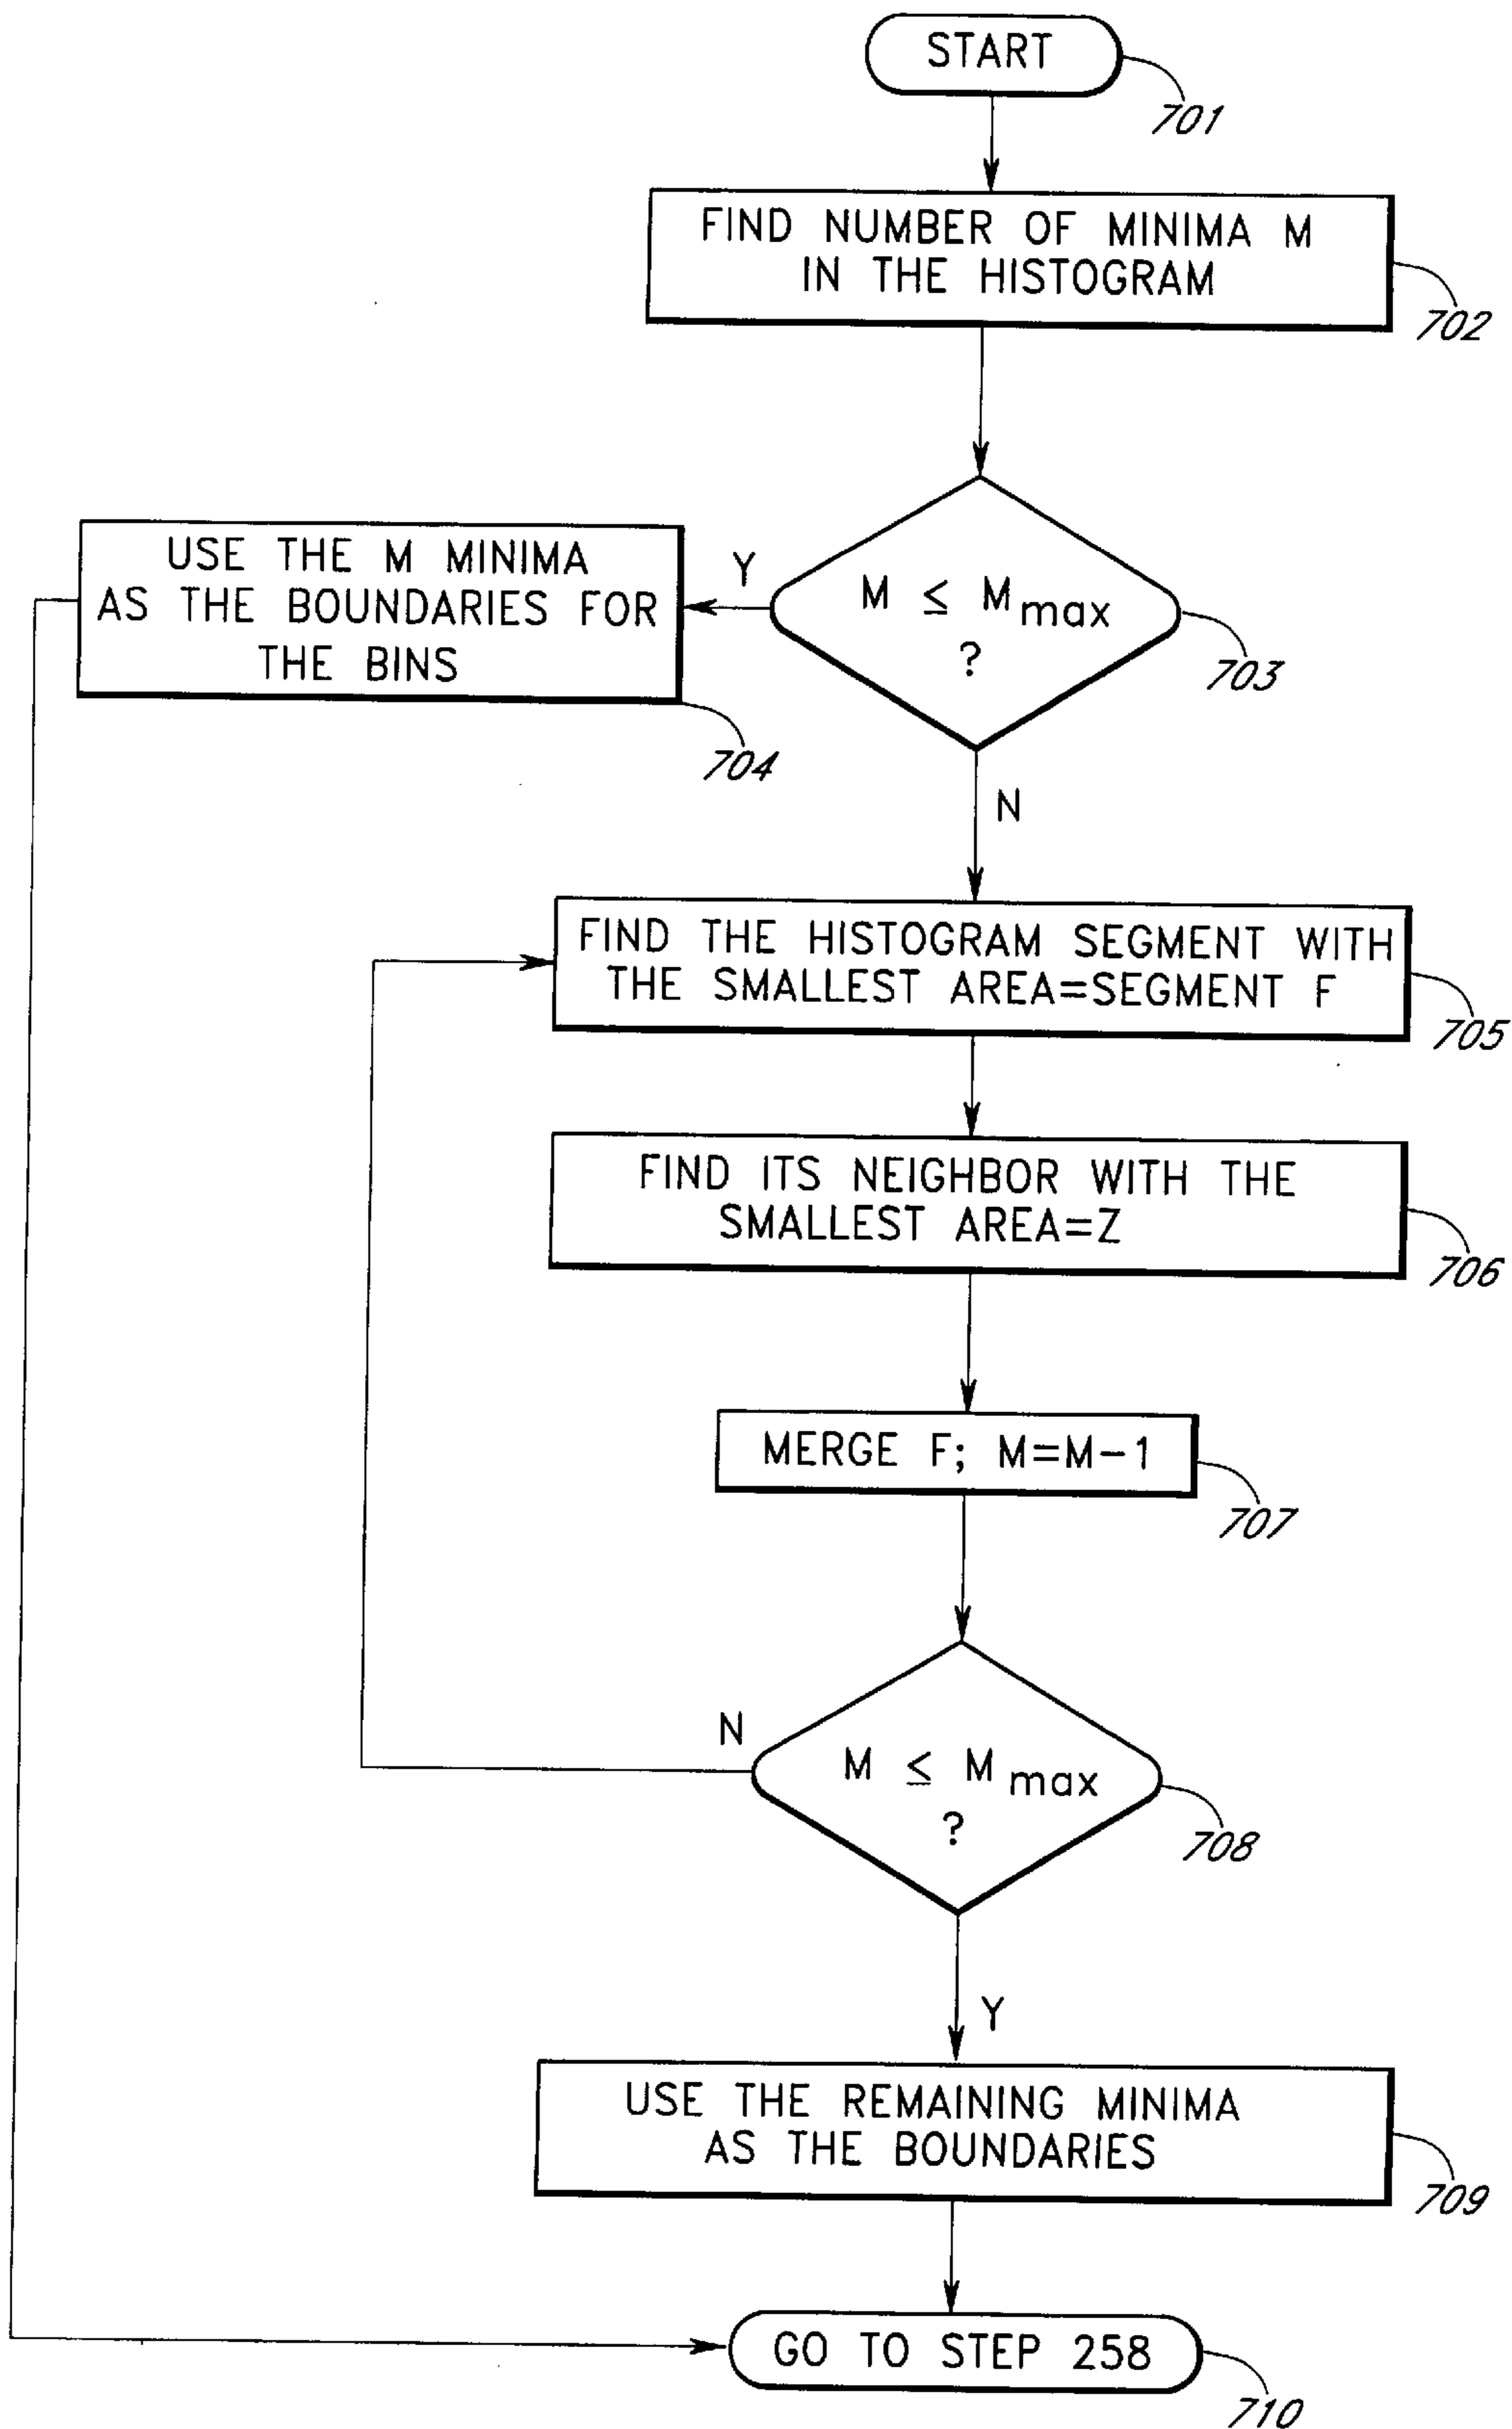 START
701
FIND NUMBER OF MINIMA M
IN THE HISTOGRAM
702
M ≤ Mmax
?
703
Y
USE THE M MINIMA
AS THE BOUNDARIES FOR
THE BINS
704
N
FIND THE HISTOGRAM SEGMENT WITH
THE SMALLEST AREA=SEGMENT F
705
FIND ITS NEIGHBOR WITH THE
SMALLEST AREA=Z
706
MERGE F; M=M-1
707
N
M ≤ Mmax
?
708
Y
USE THE REMAINING MINIMA
AS THE BOUNDARIES
709
GO TO STEP 258
710